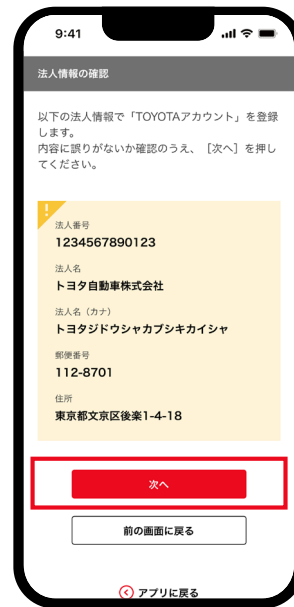 9:41
法人情報の確認
以下の法人情報で「TOYOTAアカウント」を登録
します。
内容に誤りがないか確認のうえ、［次へ］を押し
てください。
!
法人番号
1234567890123
法人名
トヨタ自動車株式会社
法人名（カナ）
トヨタジドウシャカブシキカイシャ
郵便番号
112-8701
住所
東京都文京区後楽1-4-18
次へ
前の画面に戻る
アプリに戻る